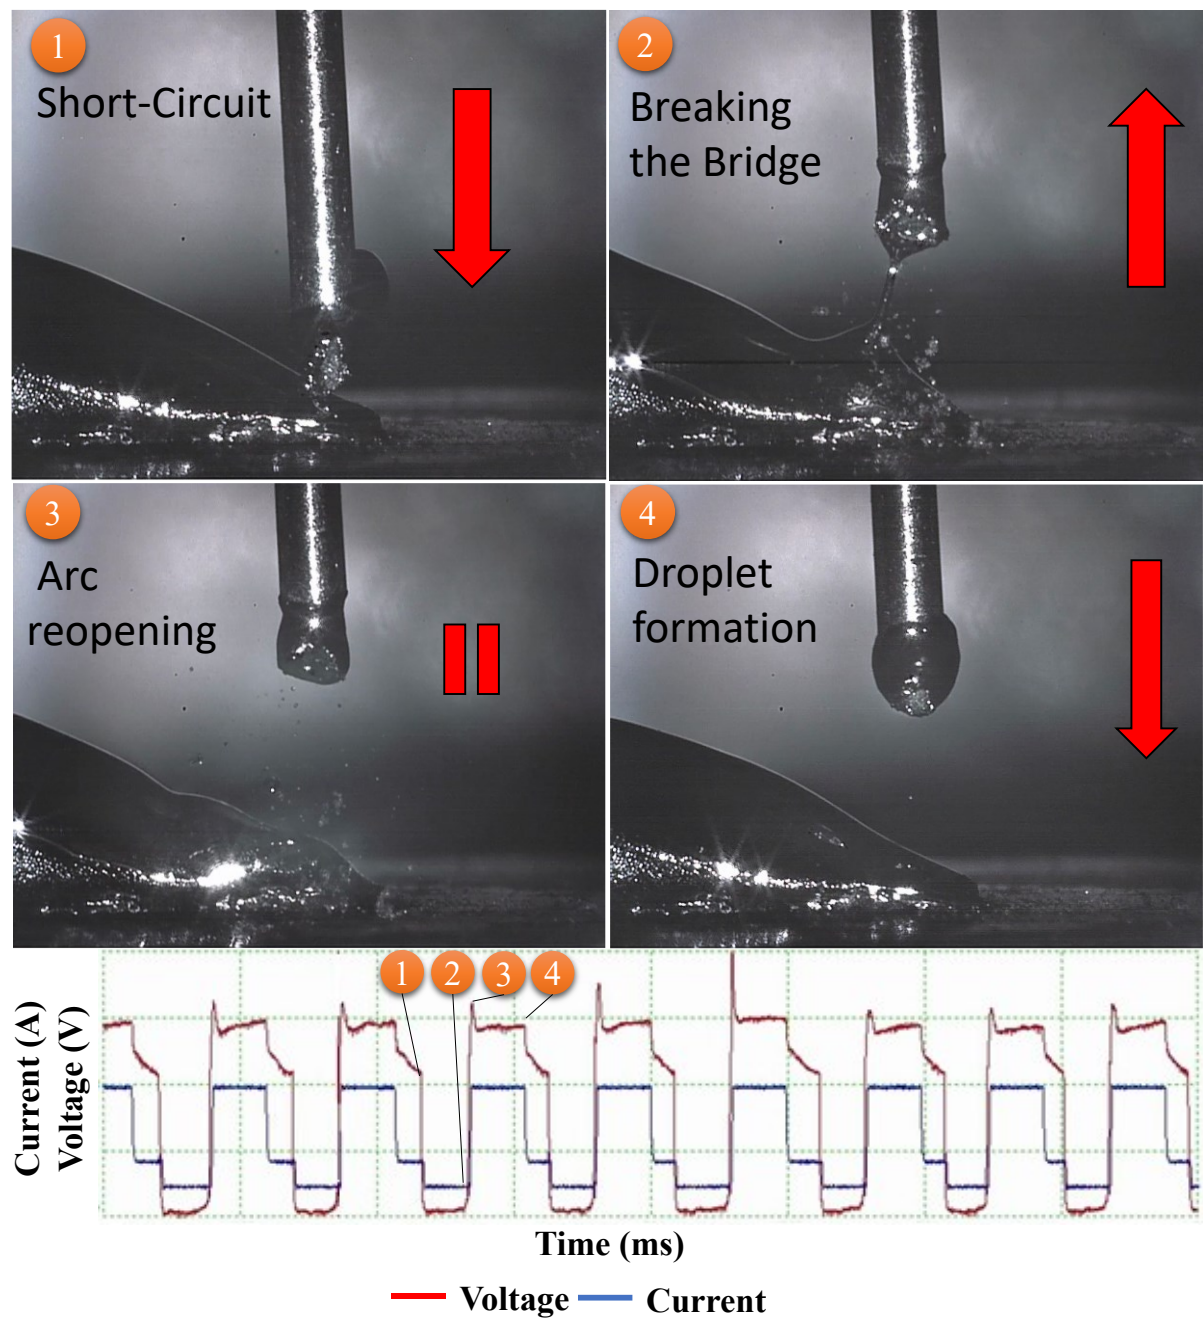 1
Short-Circuit
2
Breaking
the Bridge
3
Arc
reopening
4
Droplet
formation
1 2 3 4
Current (A)
Voltage (V)
Time (ms)
Voltage Current